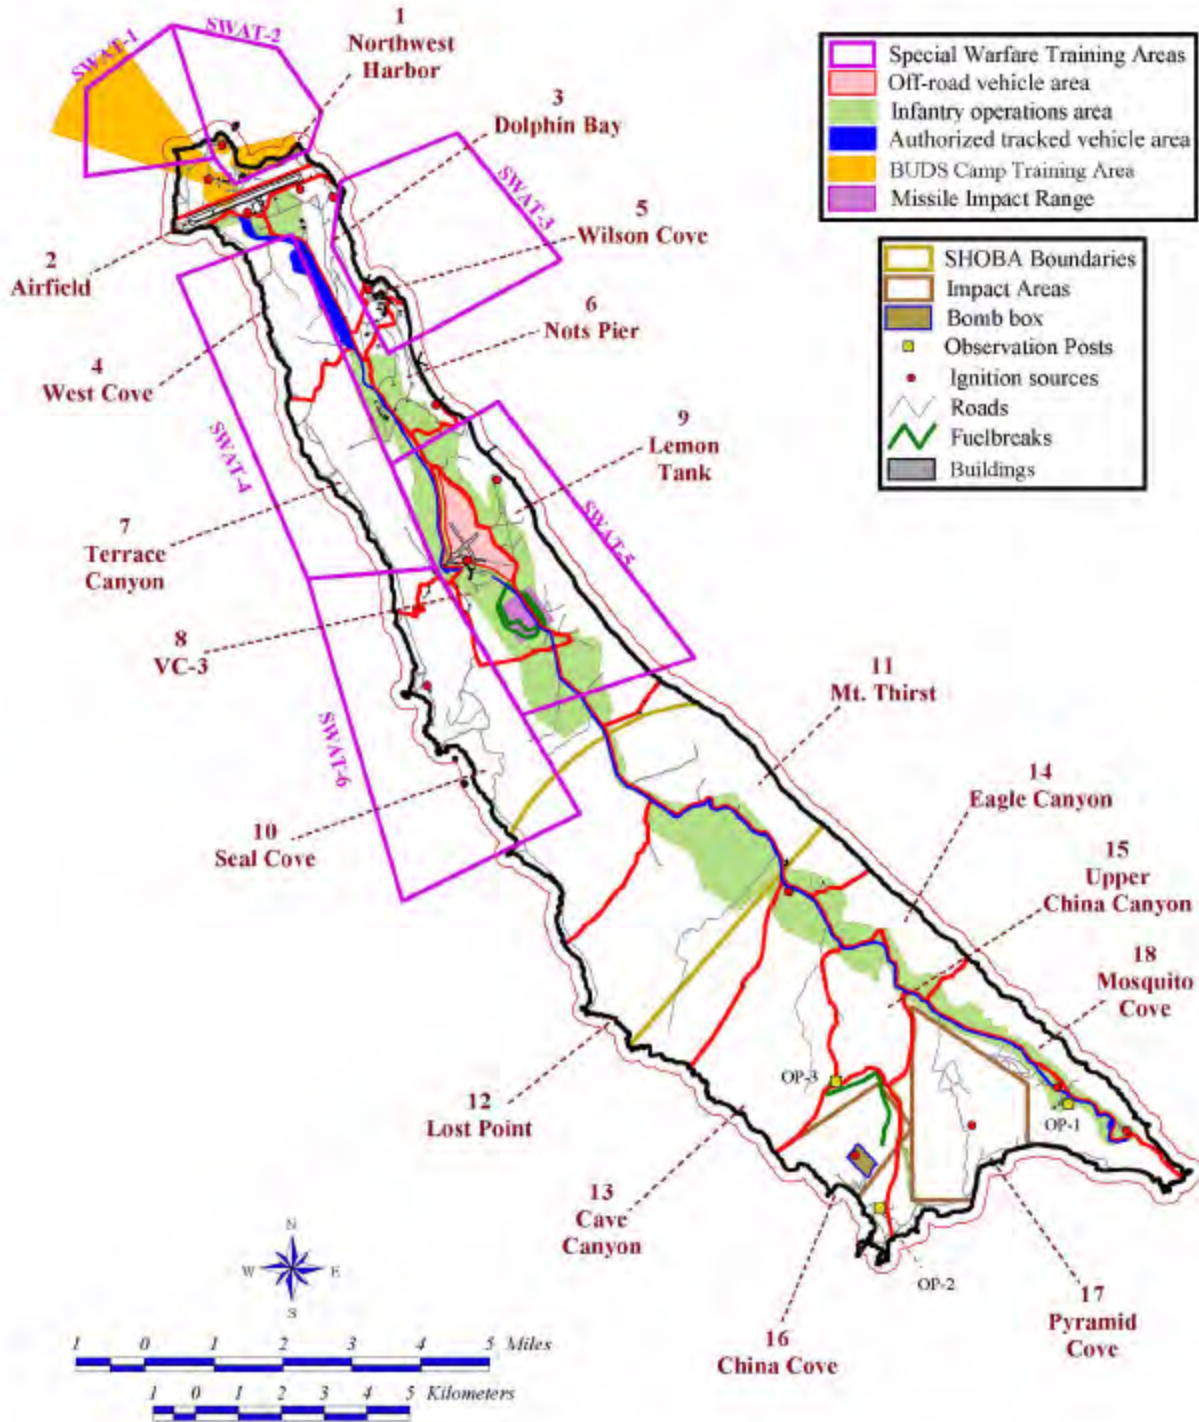 SWAT-1
SWAT-2
1
Northwest
Harbor
3
Dolphin Bay
SWAT-3
5
Wilson Cove
2
Airfield
6
Nots Pier
4
West Cove
SWAT-4
9
Lemon
Tank
SWAT-5
7
Terrace
Canyon
8
VC-3
SWAT-6
11
Mt. Thirst
10
Seal Cove
14
Eagle Canyon
15
Upper
China Canyon
18
Mosquito
Cove
OP-3
OP-1
12
Lost Point
13
Cave
Canyon
OP-2
16
China Cove
17
Pyramid
Cove
Special Warfare Training Areas
Off-road vehicle area
Infantry operations area
Authorized tracked vehicle area
BUDS Camp Training Area
Missile Impact Range
SHOBA Boundaries
Impact Areas
Bomb box
Observation Posts
Ignition sources
Roads
Fuelbreaks
Buildings
N
W E
S
1 0 1 2 3 4 5 Miles
1 0 1 2 3 4 5 Kilometers